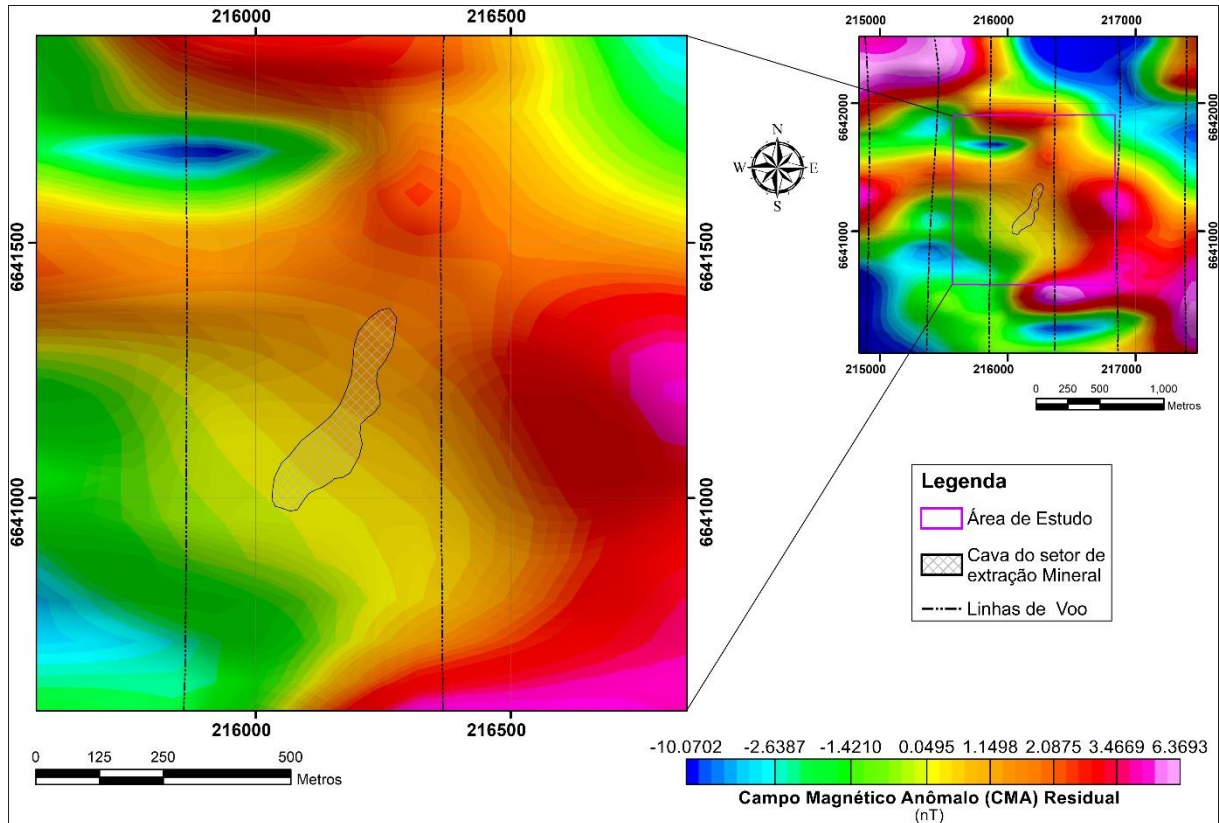 216000 216500
6641500
6641000
216000 216500
0 125 250 500
Metros
N
W E
S
215000 216000 217000
6642000 6642000
6641000 6641000
215000 216000 217000
0 250 500 1,000
Metros
Legenda
Área de Estudo
Cava do setor de
extração Mineral
Linhas de Voo
-10.0702 -2.6387 -1.4210 0.0495 1.1498 2.0875 3.4669 6.3693
Campo Magnético Anômalo (CMA) Residual
(nT)